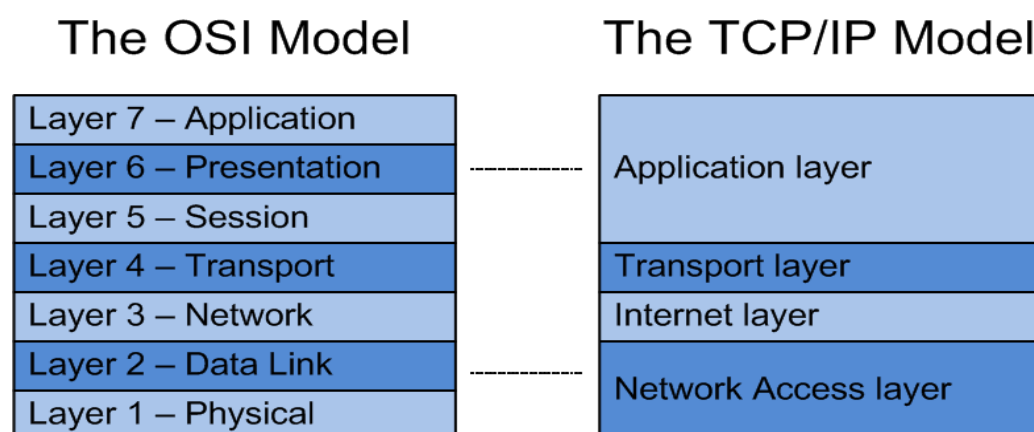 The OSI Model
Layer 7 – Application
Layer 6 – Presentation
Layer 5 – Session
Layer 4 – Transport
Layer 3 – Network
Layer 2 – Data Link
Layer 1 – Physical
The TCP/IP Model
Application layer
Transport layer
Internet layer
Network Access layer